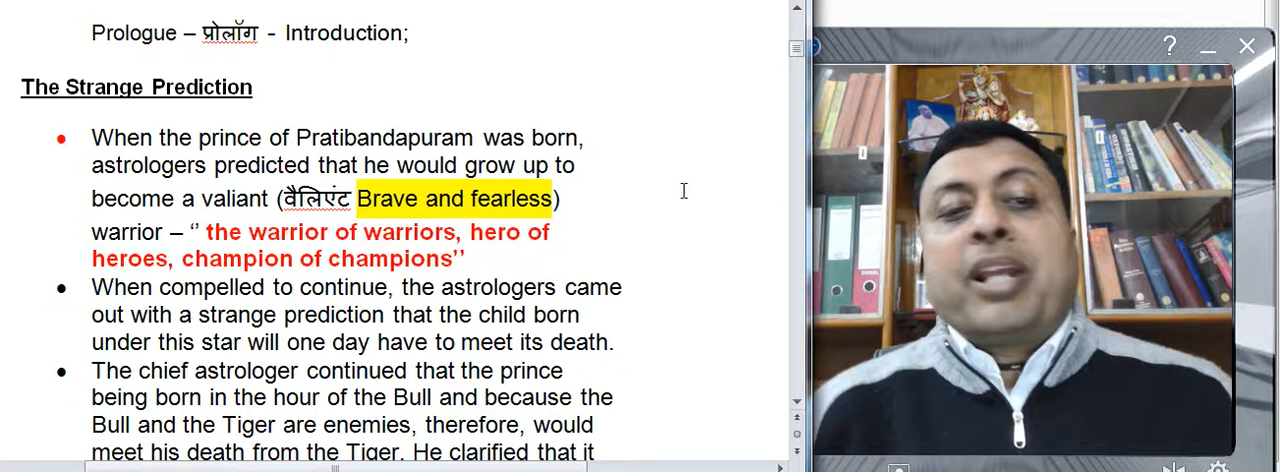 Prologue – प्रोलॉग - Introduction;
The Strange Prediction
• When the prince of Pratibandapuram was born,
astrologers predicted that he would grow up to
become a valiant (वैलिएंट Brave and fearless)
warrior – ‘’ the warrior of warriors, hero of
heroes, champion of champions’’
• When compelled to continue, the astrologers came
out with a strange prediction that the child born
under this star will one day have to meet its death.
• The chief astrologer continued that the prince
being born in the hour of the Bull and because the
Bull and the Tiger are enemies, therefore, would
meet his death from the Tiger. He clarified that it